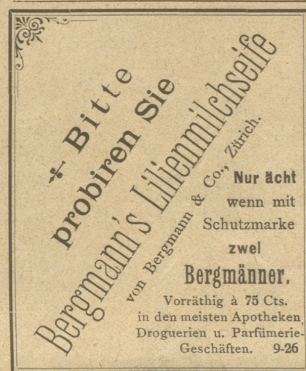 Bitte
probiren Sie
Bergmann's Lilienmilchseife
von Bergmann & Co., Zürich.
Nur ächt
wenn mit
Schutzmarke
zwei
Bergmänner.
Vorräthig à 75 Cts.
in den meisten Apotheken,
Droguerien u. Parfümerie-
Geschäften. 9-26